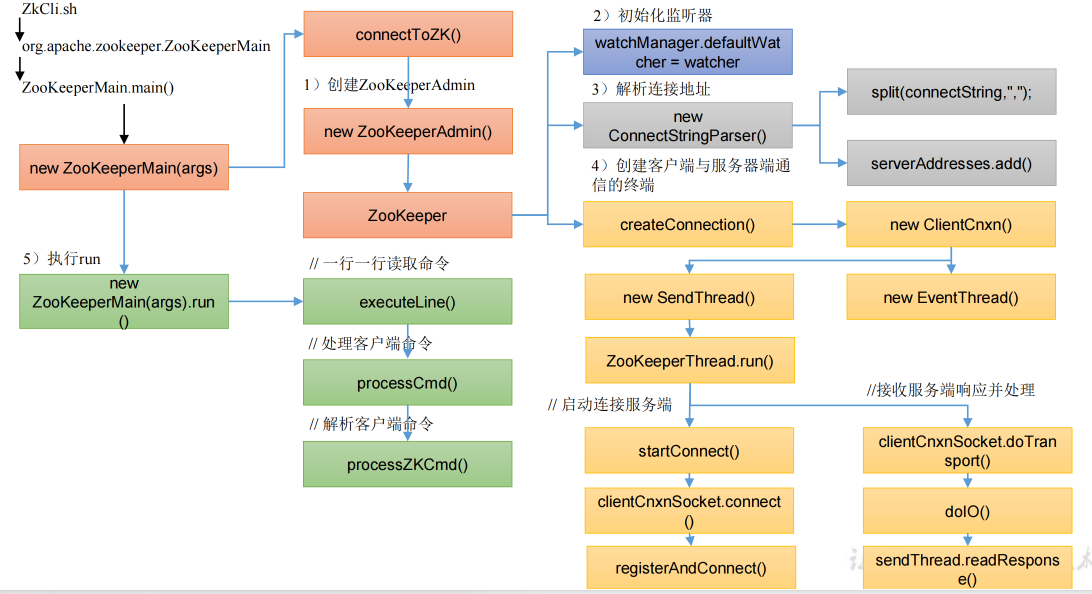 ZkCli.sh
org.apache.zookeeper.ZooKeeperMain
ZooKeeperMain.main()
new ZooKeeperMain(args)
5）执行run
new
ZooKeeperMain(args).run
()
connectToZK()
1）创建ZooKeeperAdmin
new ZooKeeperAdmin()
ZooKeeper
// 一行一行读取命令
executeLine()
// 处理客户端命令
processCmd()
// 解析客户端命令
processZKCmd()
2）初始化监听器
watchManager.defaultWat
cher = watcher
3）解析连接地址
new
ConnectStringParser()
split(connectString,",");
serverAddresses.add()
4）创建客户端与服务器端通
信的终端
createConnection()
new ClientCnxn()
new SendThread()
new EventThread()
ZooKeeperThread.run()
// 启动连接服务端
startConnect()
clientCnxnSocket.connect
()
registerAndConnect()
//接收服务端响应并处理
clientCnxnSocket.doTran
sport()
doIO()
sendThread.readRespons
e()